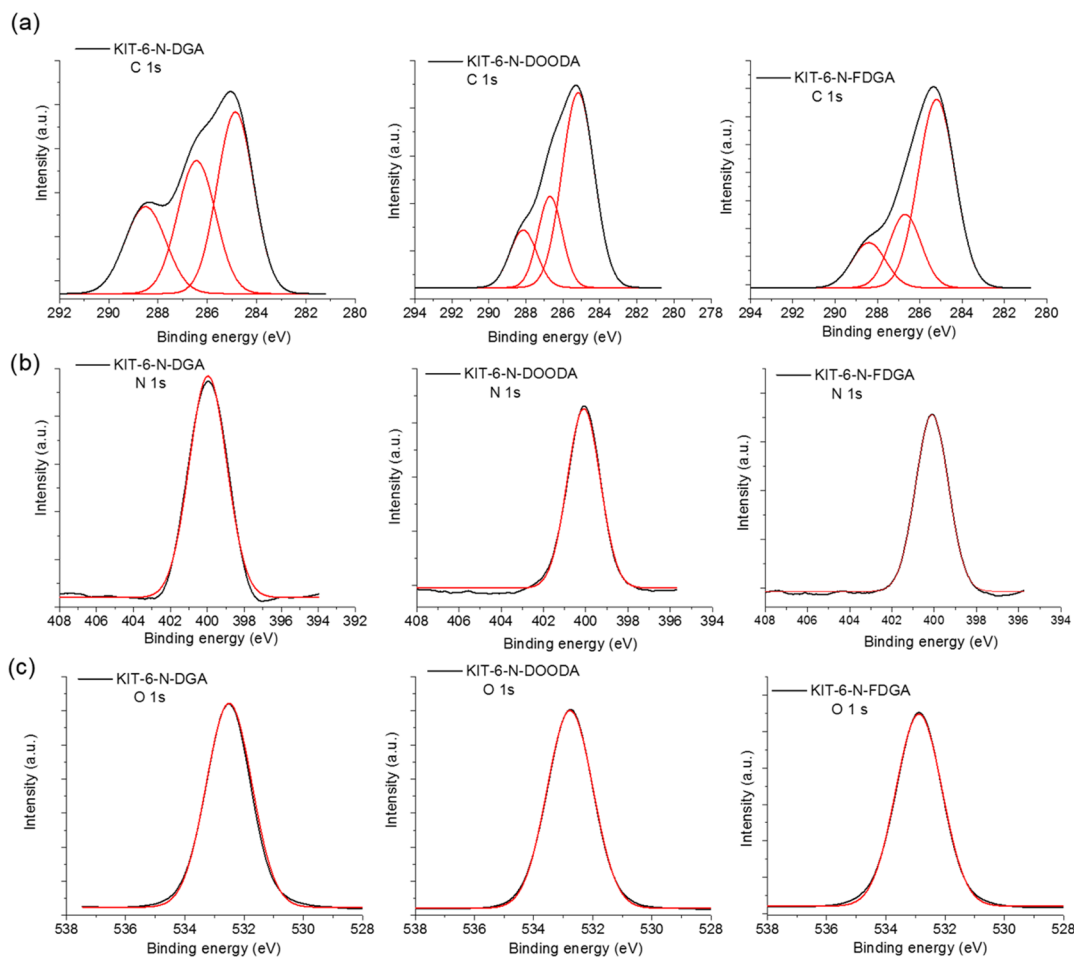 (a)
KIT-6-N-DGA
C 1s
Intensity (a.u.)
292 290 288 286 284 282 280
Binding energy (eV)
KIT-6-N-DOODA
C 1s
Intensity (a.u.)
294 292 290 288 286 284 282 280 278
Binding energy (eV)
KIT-6-N-FDGA
C 1s
Intensity (a.u.)
294 292 290 288 286 284 282 280
Binding energy (eV)
(b)
KIT-6-N-DGA
N 1s
Intensity (a.u.)
408 406 404 402 400 398 396 394 392
Binding energy (eV)
KIT-6-N-DOODA
N 1s
Intensity (a.u.)
408 406 404 402 400 398 396 394
Binding energy (eV)
KIT-6-N-FDGA
N 1s
Intensity (a.u.)
408 406 404 402 400 398 396 394
Binding energy (eV)
(c)
KIT-6-N-DGA
O 1s
Intensity (a.u.)
538 536 534 532 530 528
Binding energy (eV)
KIT-6-N-DOODA
O 1s
Intensity (a.u.)
538 536 534 532 530 528
Binding energy (eV)
KIT-6-N-FDGA
O 1 s
Intensity (a.u.)
538 536 534 532 530 528
Binding energy (eV)